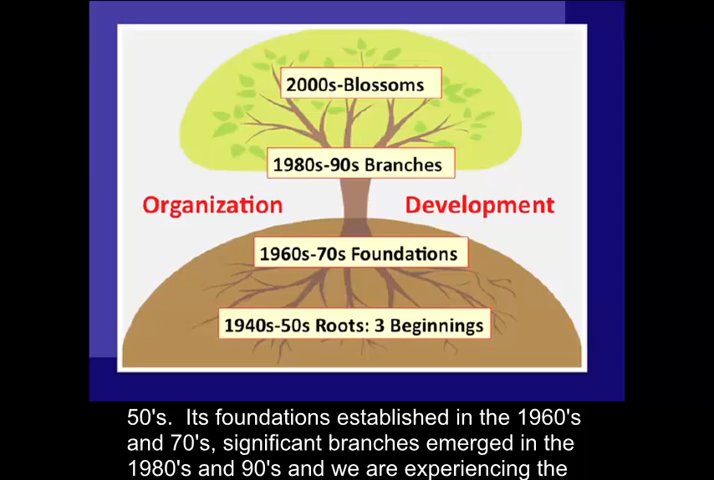 2000s-Blossoms
1980s-90s Branches
Organization Development
1960s-70s Foundations
1940s-50s Roots: 3 Beginnings
50's. Its foundations established in the 1960's
and 70's, significant branches emerged in the
1980's and 90's and we are experiencing the